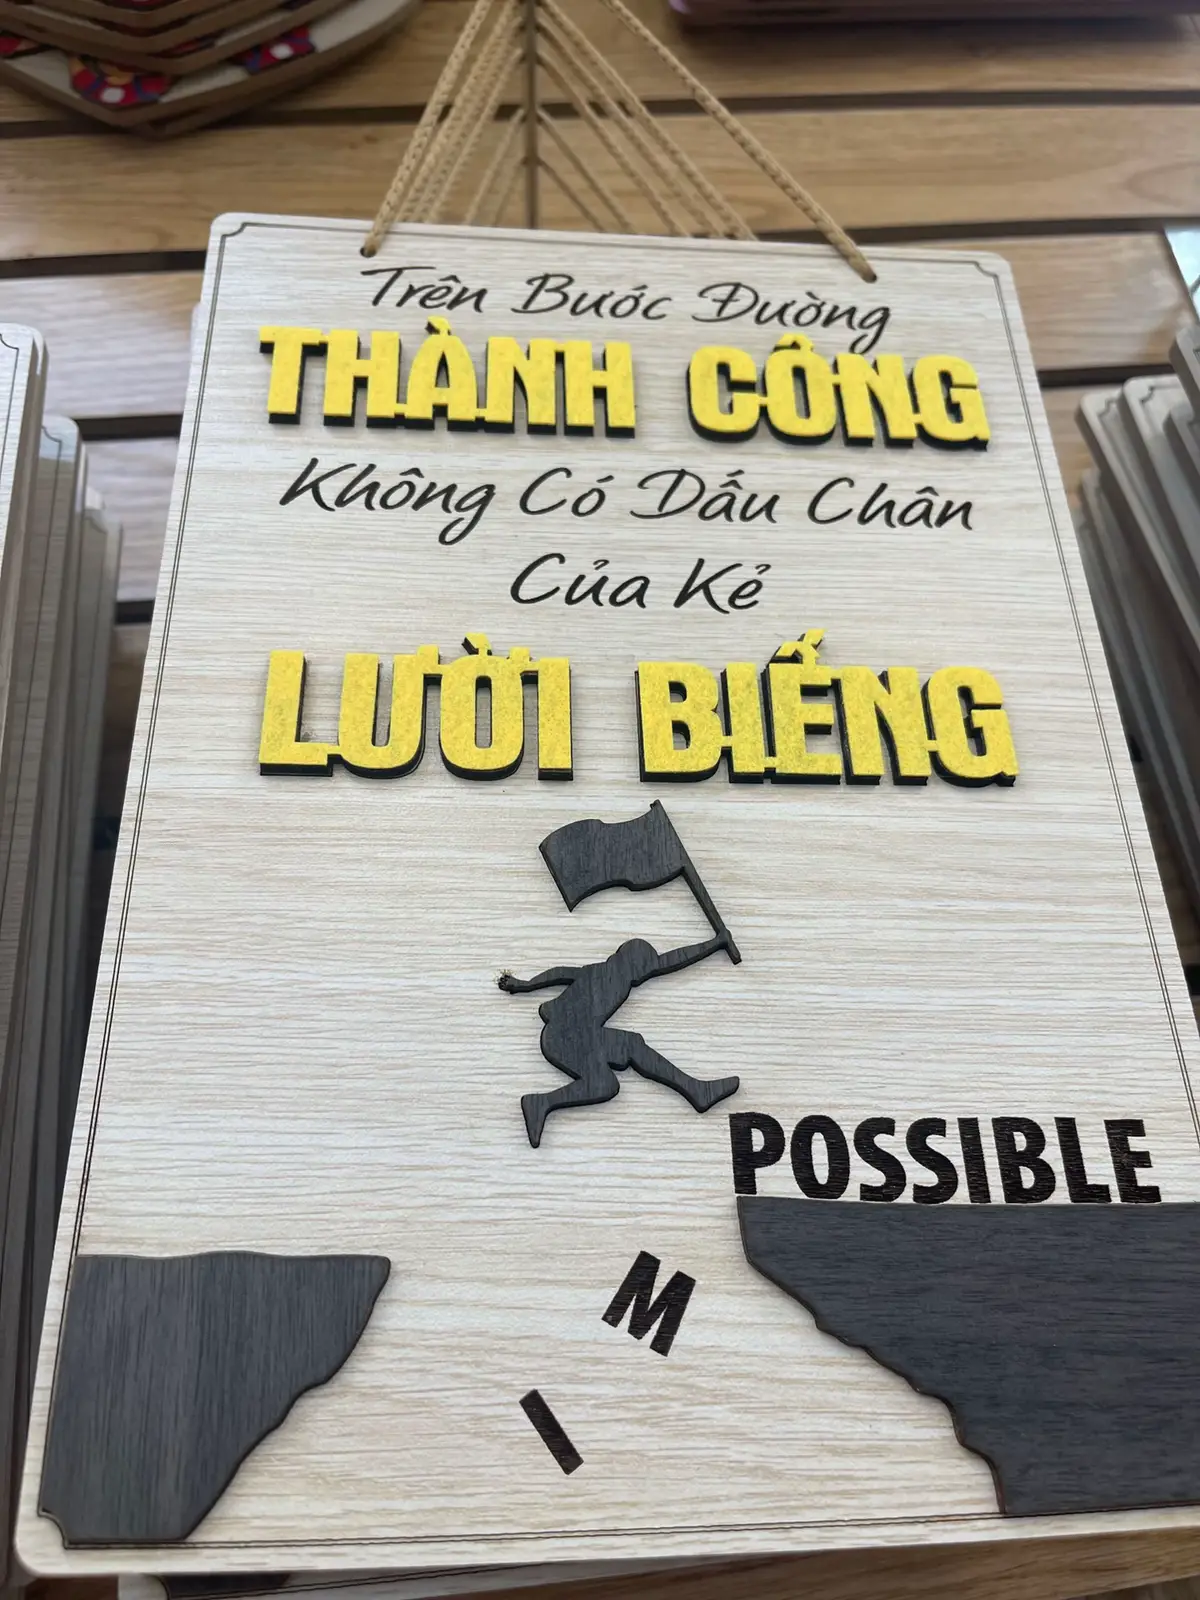 Trên Bước Đường
THÀNH CÔNG
Không Có Dấu Chân
Của Kẻ
LƯỜI BIẾNG
POSSIBLE
M
I